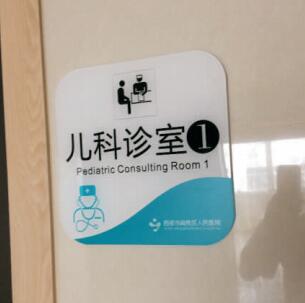 儿科诊室1
Pediatric Consulting Room 1